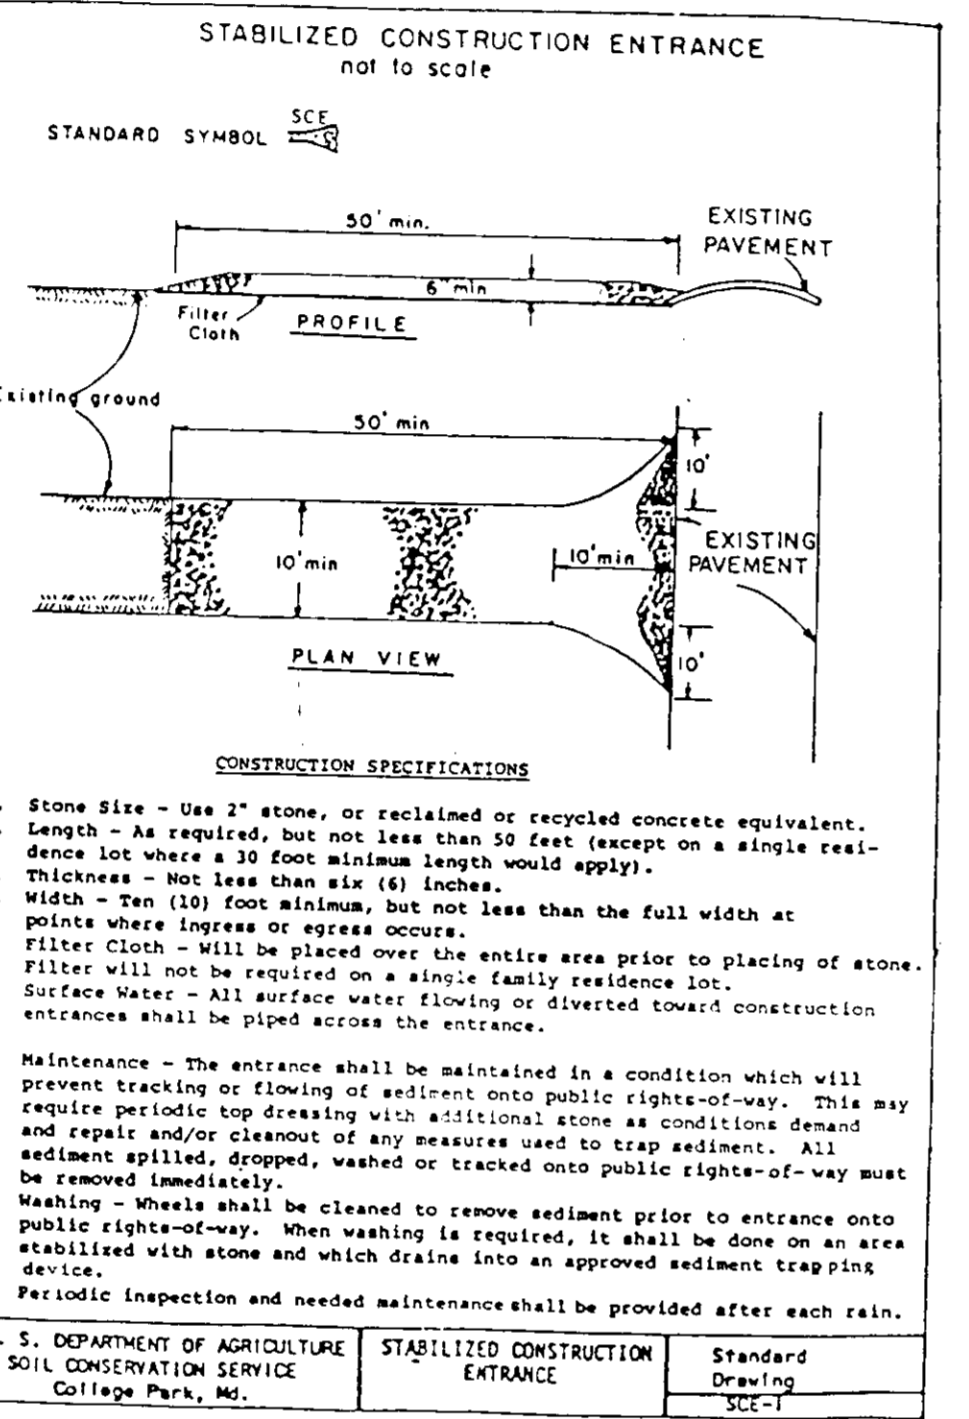 STABILIZED CONSTRUCTION ENTRANCE
not to scale
STANDARD SYMBOL SCE
50' min.
EXISTING
PAVEMENT
6" min
Filter
Cloth
PROFILE
Existing ground
50' min
10'
10' min
10' min
EXISTING
PAVEMENT
10'
PLAN VIEW
CONSTRUCTION SPECIFICATIONS
Stone Size - Use 2" stone, or reclaimed or recycled concrete equivalent.
Length - As required, but not less than 50 feet (except on a single resi-
dence lot where a 30 foot minimum length would apply).
Thickness - Not less than six (6) inches.
Width - Ten (10) foot minimum, but not less than the full width at
points where ingress or egress occurs.
Filter Cloth - Will be placed over the entire area prior to placing of stone.
Filter will not be required on a single family residence lot.
Surface Water - All surface water flowing or diverted toward construction
entrances shall be piped across the entrance.
Maintenance - The entrance shall be maintained in a condition which will
prevent tracking or flowing of sediment onto public rights-of-way. This may
require periodic top dressing with additional stone as conditions demand
and repair and/or cleanout of any measures used to trap sediment. All
sediment spilled, dropped, washed or tracked onto public rights-of- way must
be removed immediately.
Washing - Wheels shall be cleaned to remove sediment prior to entrance onto
public rights-of-way. When washing is required, it shall be done on an area
stabilized with stone and which drains into an approved sediment trapping
device.
Periodic inspection and needed maintenance shall be provided after each rain.
S. DEPARTMENT OF AGRICULTURE
SOIL CONSERVATION SERVICE
College Park, Md.
STABILIZED CONSTRUCTION
ENTRANCE
Standard
Drawing
SCE-1